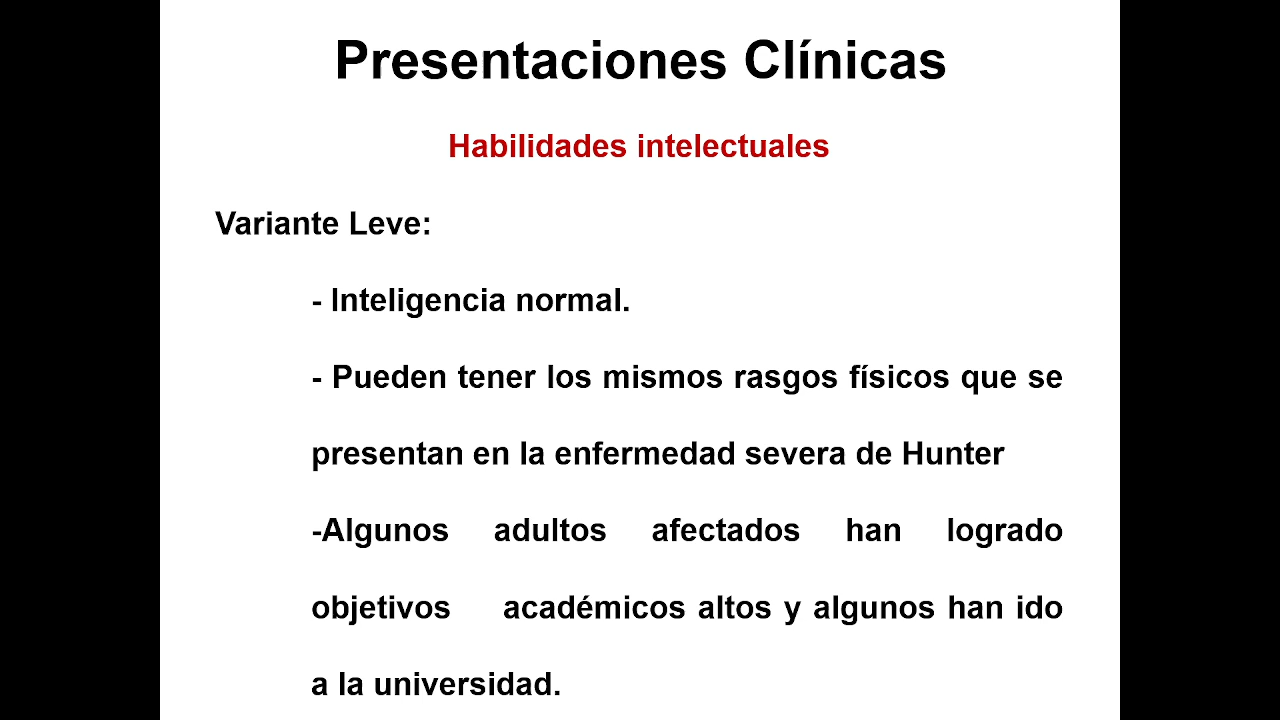 Presentaciones Clínicas
Habilidades intelectuales
Variante Leve:
- Inteligencia normal.
- Pueden tener los mismos rasgos físicos que se
presentan en la enfermedad severa de Hunter
-Algunos adultos afectados han logrado
objetivos académicos altos y algunos han ido
a la universidad.